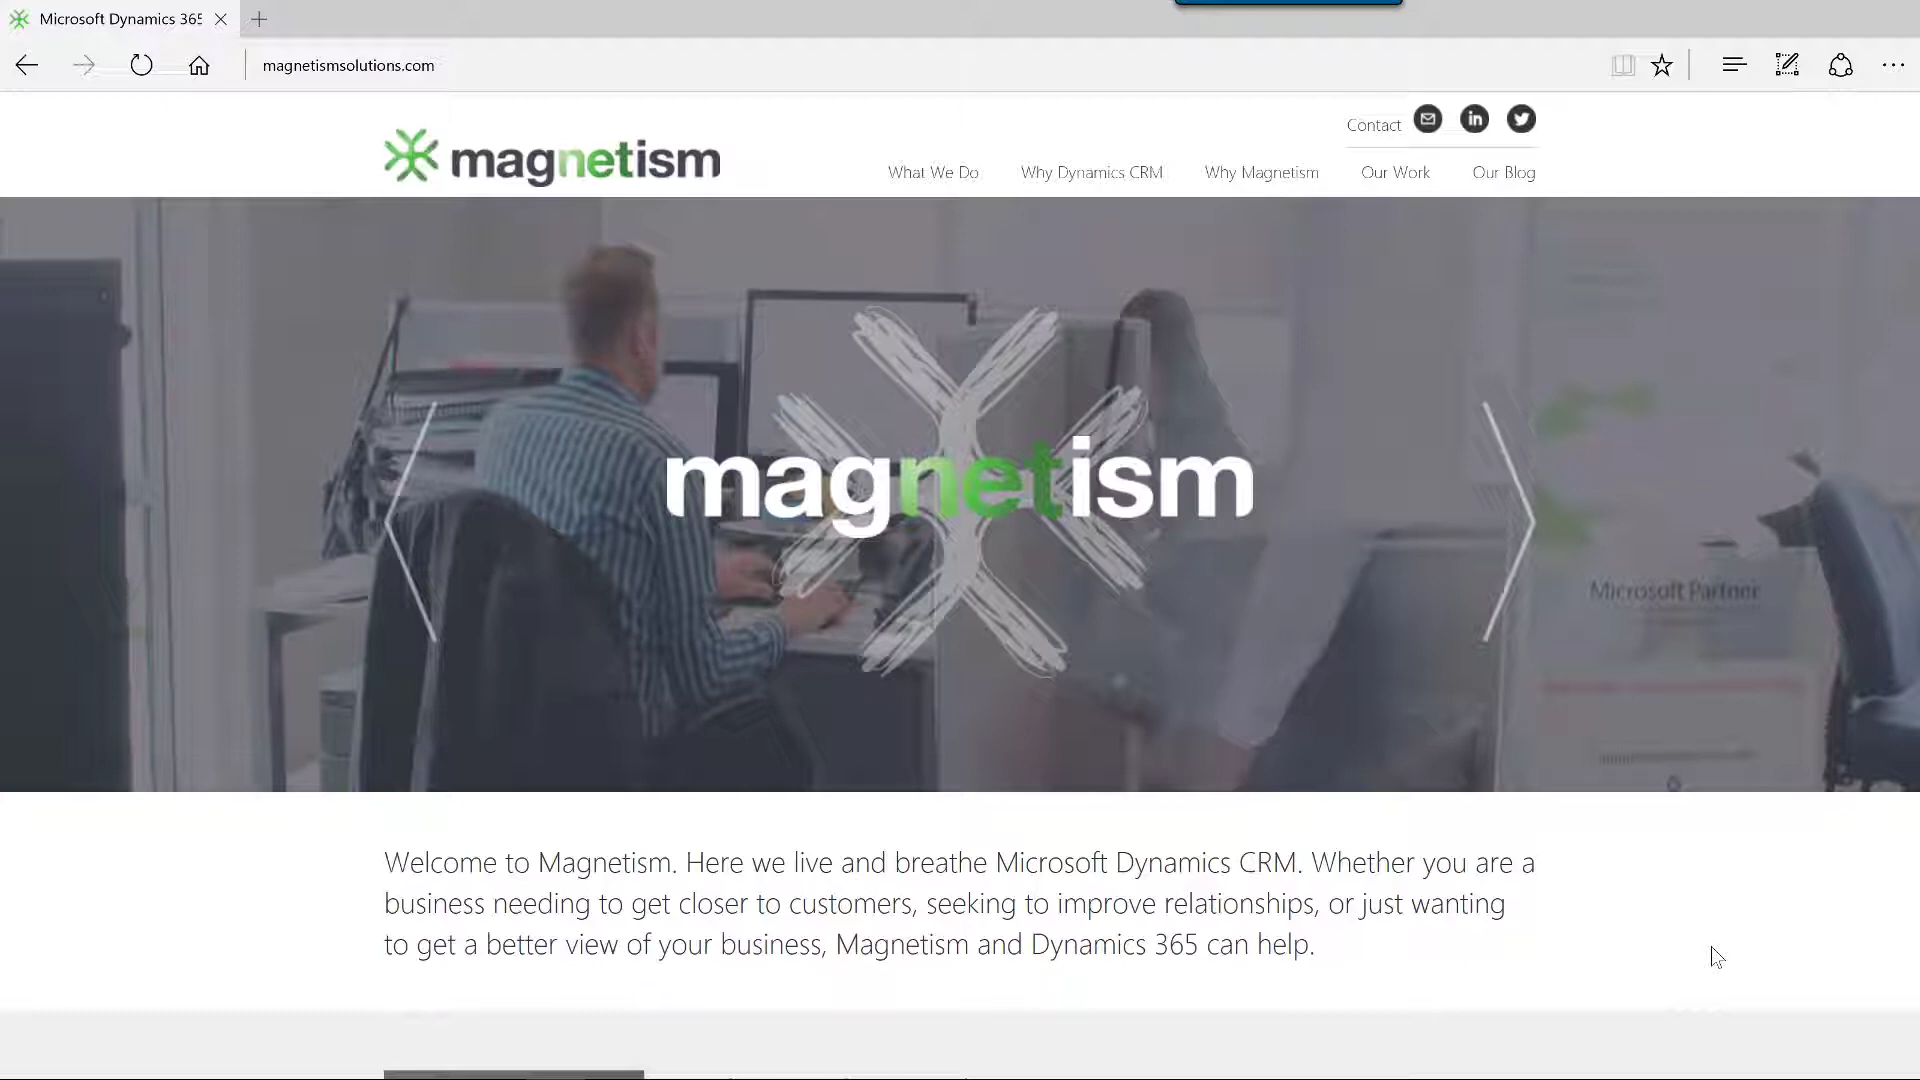 Microsoft Dynamics 365
magnetismsolutions.com
Contact
in
magnetism
What We Do
Why Dynamics CRM
Why Magnetism
Our Work
Our Blog
magnetism
Microsoft Partner
Welcome to Magnetism. Here we live and breathe Microsoft Dynamics CRM. Whether you are a
business needing to get closer to customers, seeking to improve relationships, or just wanting
to get a better view of your business, Magnetism and Dynamics 365 can help.